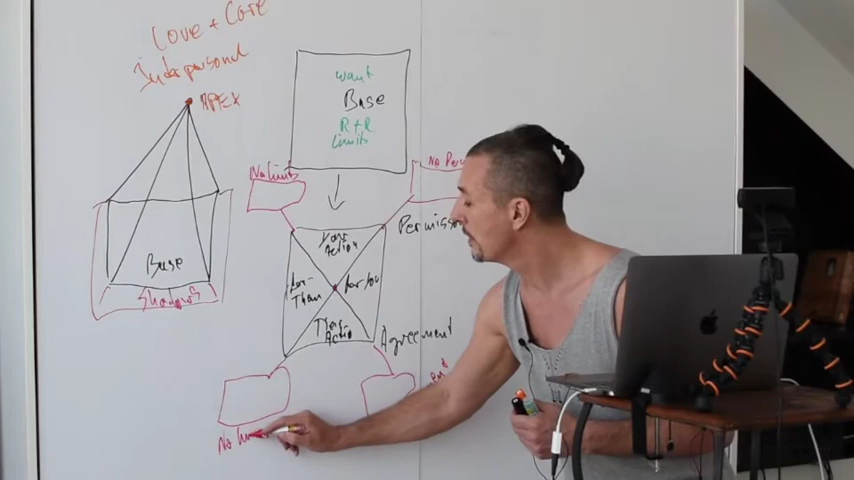 Love + Care
Interpersonal
APEX
Base
Shadows
want
Base
R+R
Limits
No limits
No Per
Permiss
Your
Action
For-
Them
For-You
Their-
Action
Agreement
No